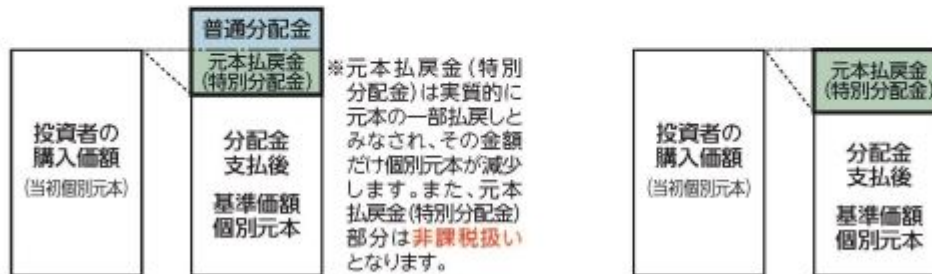 普通分配金
元本払戻金
(特別分配金)
投資者の
購入価額
(当初個別元本)
分配金
支払後
基準価額
個別元本
※元本払戻金(特別
分配金)は実質的に
元本の一部払戻しと
みなされ、その金額
だけ個別元本が減少
します。また、元本
払戻金(特別分配金)
部分は非課税扱い
となります。
元本払戻金
(特別分配金)
投資者の
購入価額
(当初個別元本)
分配金
支払後
基準価額
個別元本